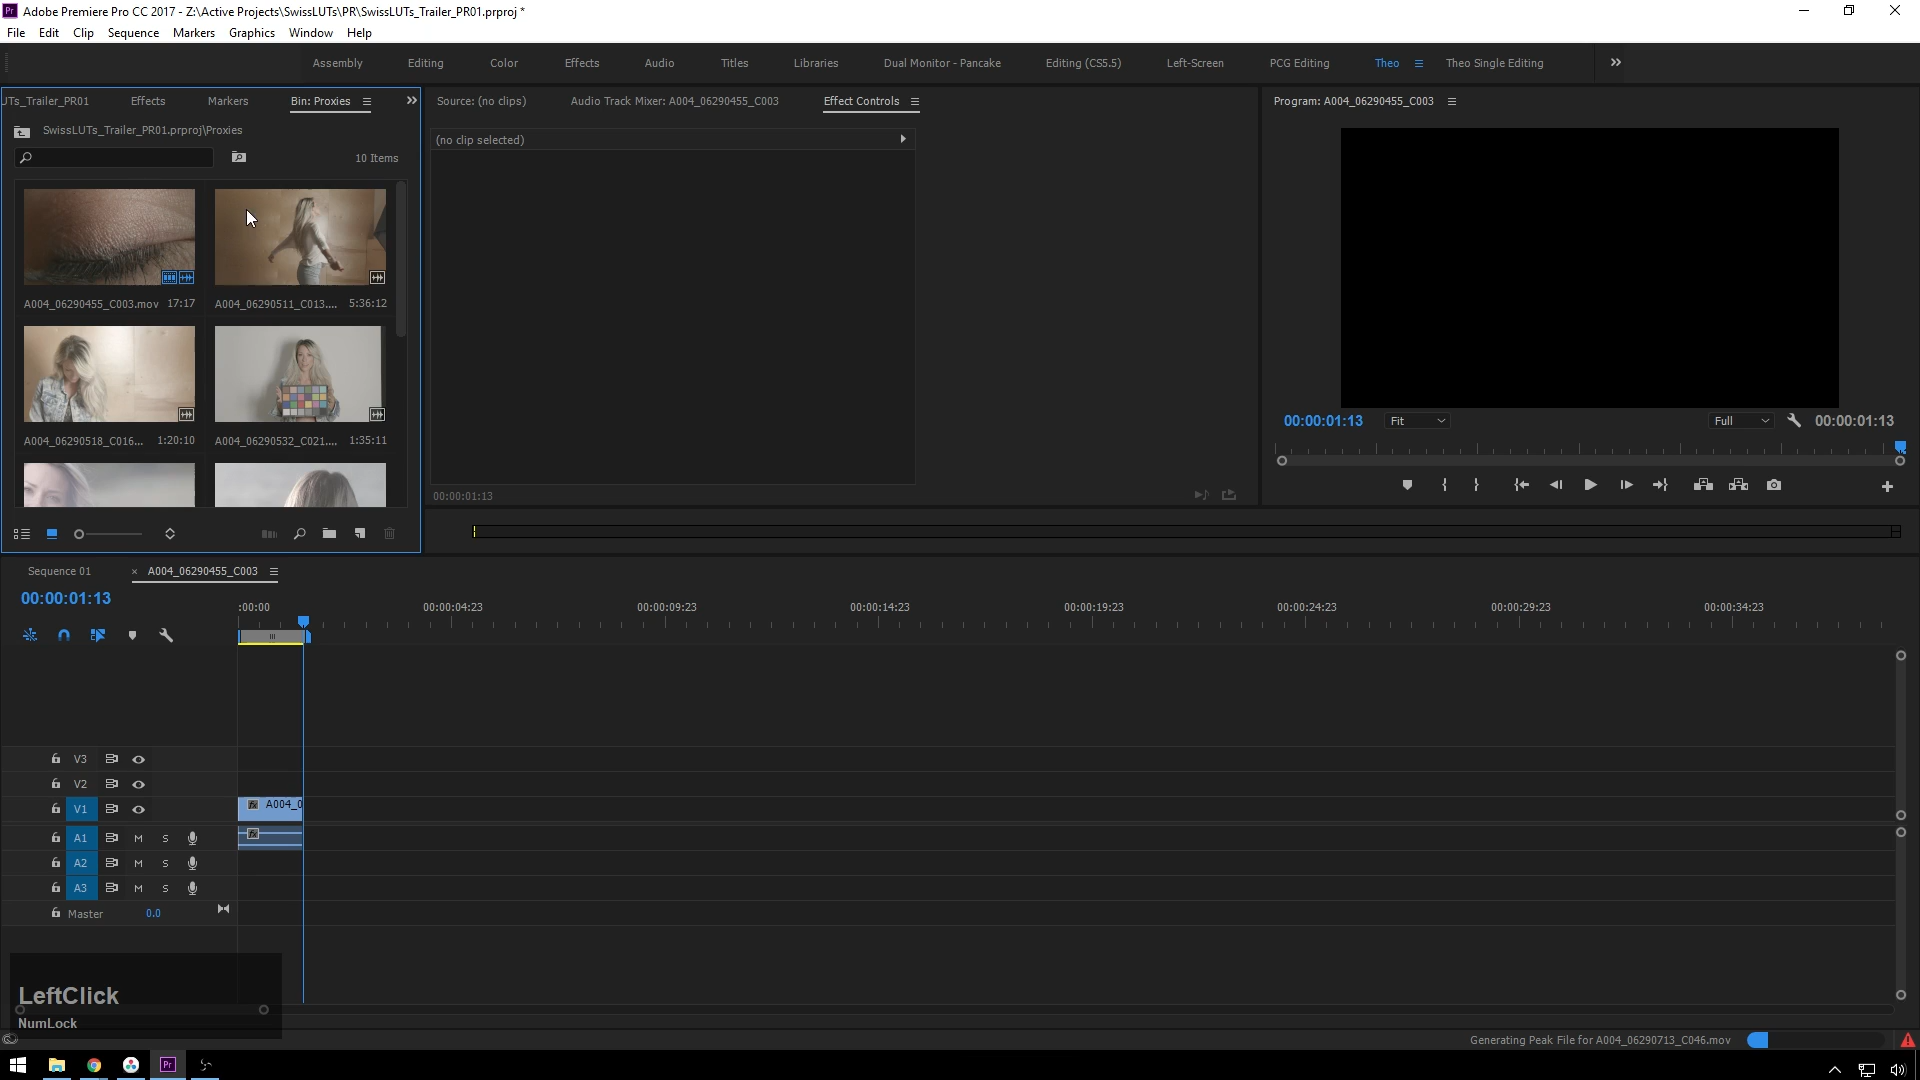 Adobe Premiere Pro CC 2017 - Z:\Active Projects\SwissLUTs\PR\SwissLUTs_Trailer_PR01.prproj *
File Edit Clip Sequence Markers Graphics Window Help
Assembly Editing Color Effects Audio Titles Libraries Dual Monitor - Pancake Editing (CS5.5) Left-Screen PCG Editing Theo Theo Single Editing
UTs_Trailer_PR01 Effects Markers Bin: Proxies
Source: (no clips) Audio Track Mixer: A004_06290455_C003 Effect Controls
Program: A004_06290455_C003
SwissLUTs_Trailer_PR01.prproj\Proxies
(no clip selected)
10 Items
A004_06290455_C003.mov 17:17 A004_06290511_C013.... 5:36:12
A004_06290518_C016... 1:20:10 A004_06290532_C021.... 1:35:11
00:00:01:13 Fit Full 00:00:01:13
00:00:01:13
Sequence 01 × A004_06290455_C003
00:00:01:13
:00:00 00:00:04:23 00:00:09:23 00:00:14:23 00:00:19:23 00:00:24:23 00:00:29:23 00:00:34:23
V3
V2
V1 fx A004_0
A1 M S fx
A2 M S
A3 M S
Master 0.0
LeftClick
NumLock
Generating Peak File for A004_06290713_C046.mov
Pr